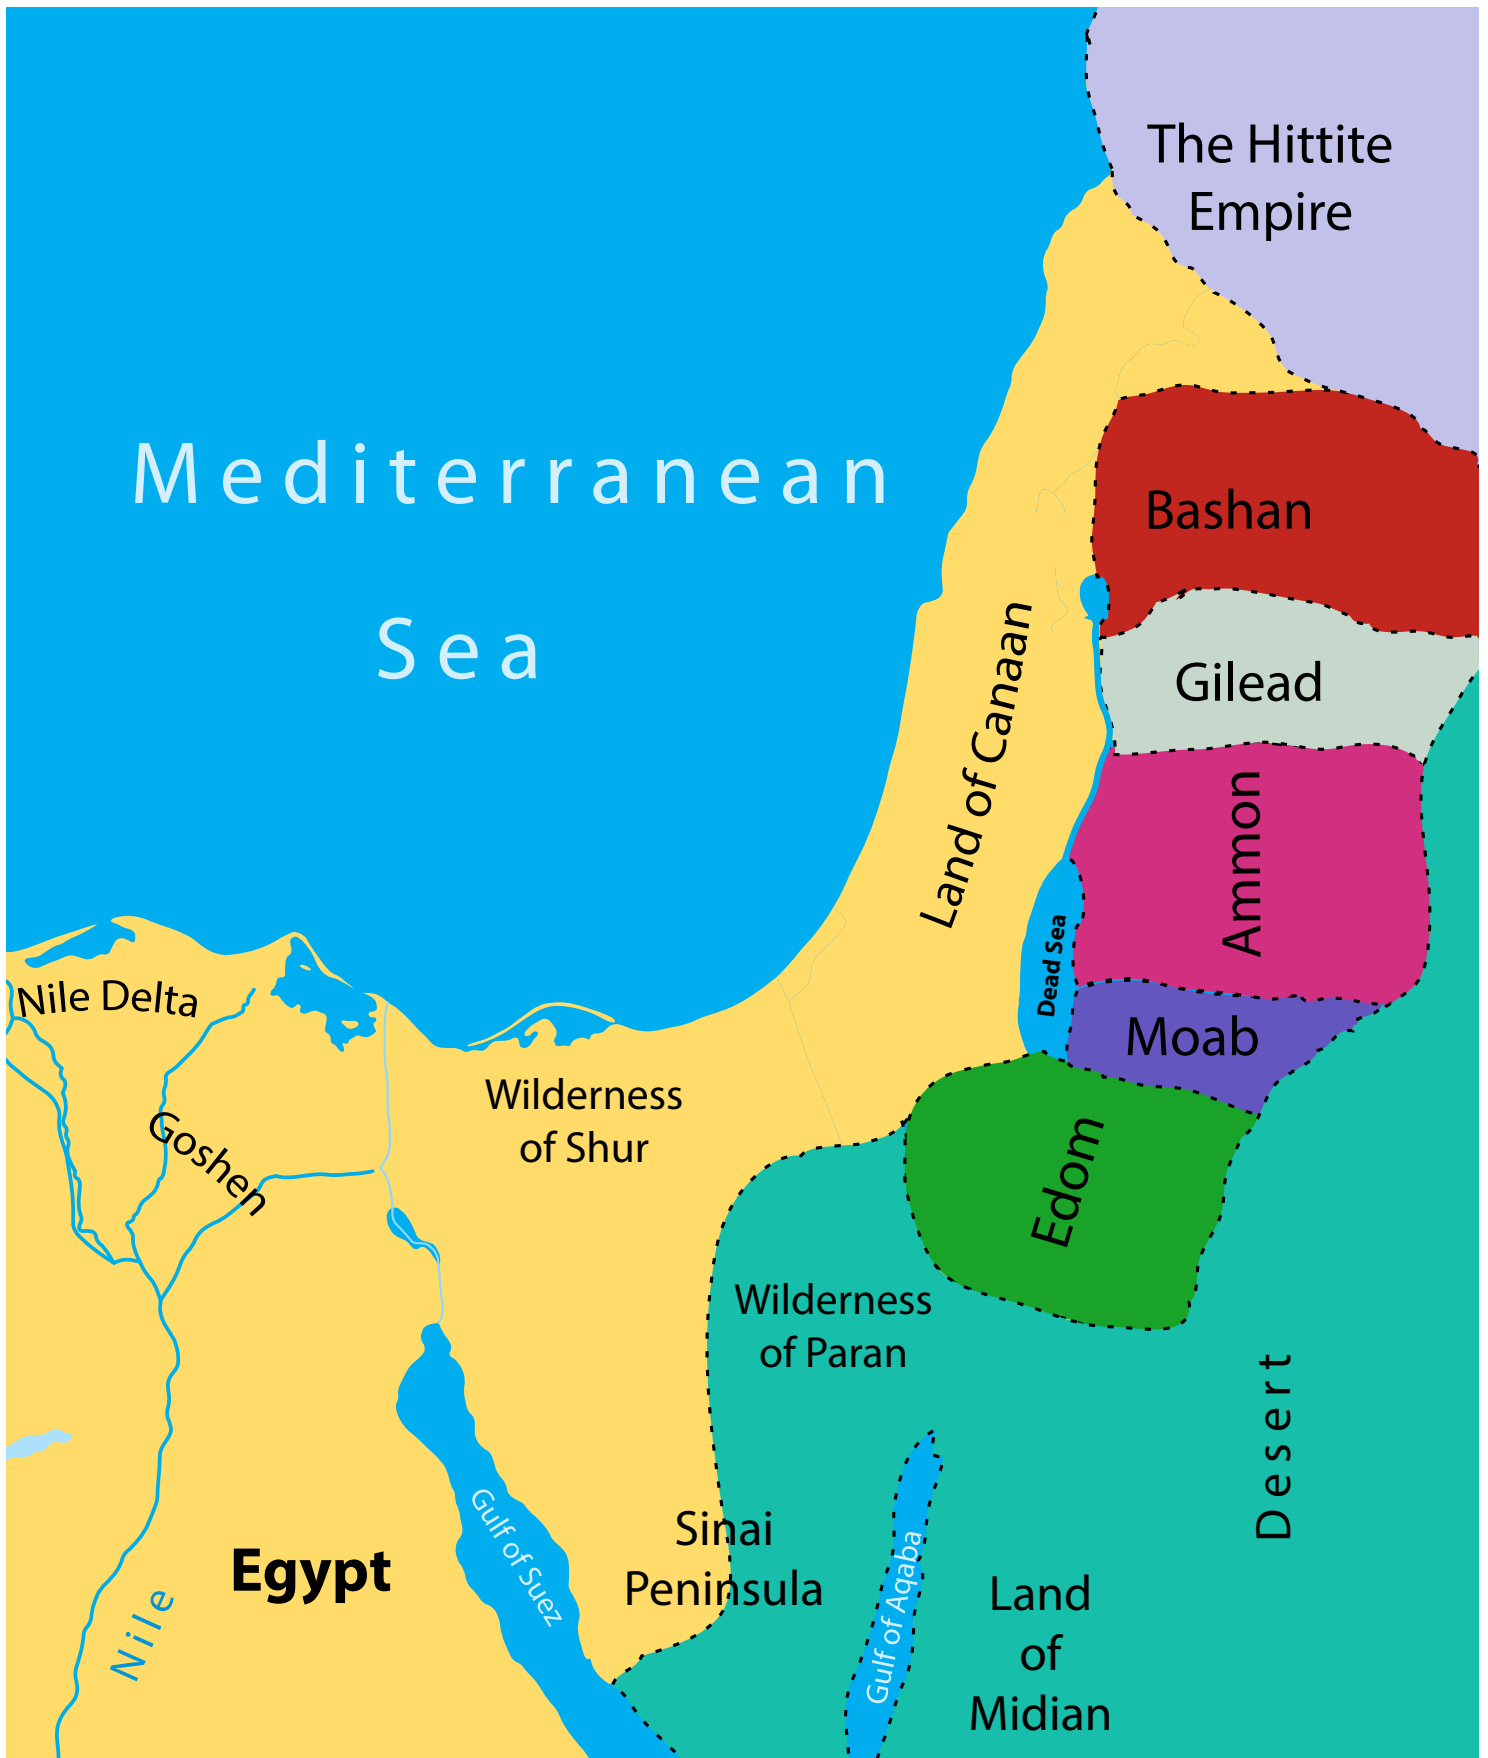 The Hittite
Empire
Mediterranean
Sea
Bashan
Gilead
Land of Canaan
Ammon
Dead Sea
Nile Delta
Moab
Wilderness
of Shur
Goshen
Edom
Wilderness
of Paran
Desert
Gulf of Suez
Sinai
Peninsula
Egypt
Gulf of Aqaba
Nile
Land
of
Midian